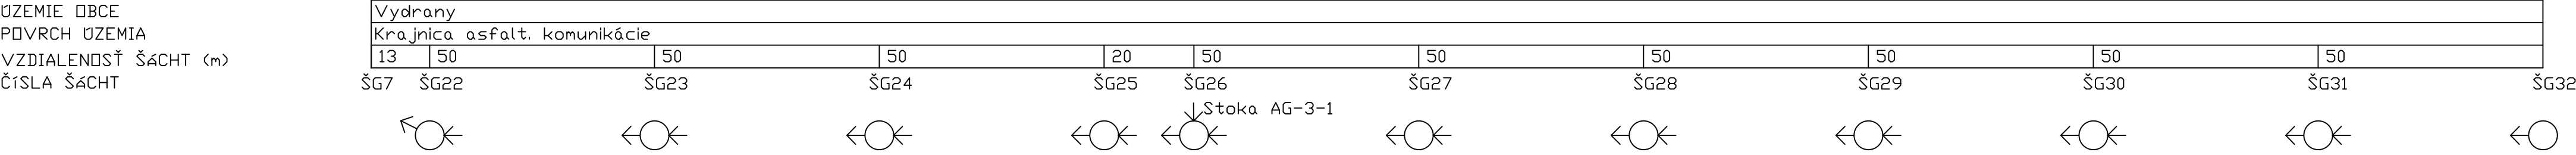 ÚZEMIE OBCE Vydrany
POVRCH ÚZEMIA Krajnica asfalt. komunikácie
VZDIALENOSŤ ŠÁCHT (m) 13 50 50 50 20 50 50 50 50 50 50
ČÍSLA ŠÁCHT ŠG7 ŠG22 ŠG23 ŠG24 ŠG25 ŠG26 ŠG27 ŠG28 ŠG29 ŠG30 ŠG31 ŠG32
Stoka AG-3-1